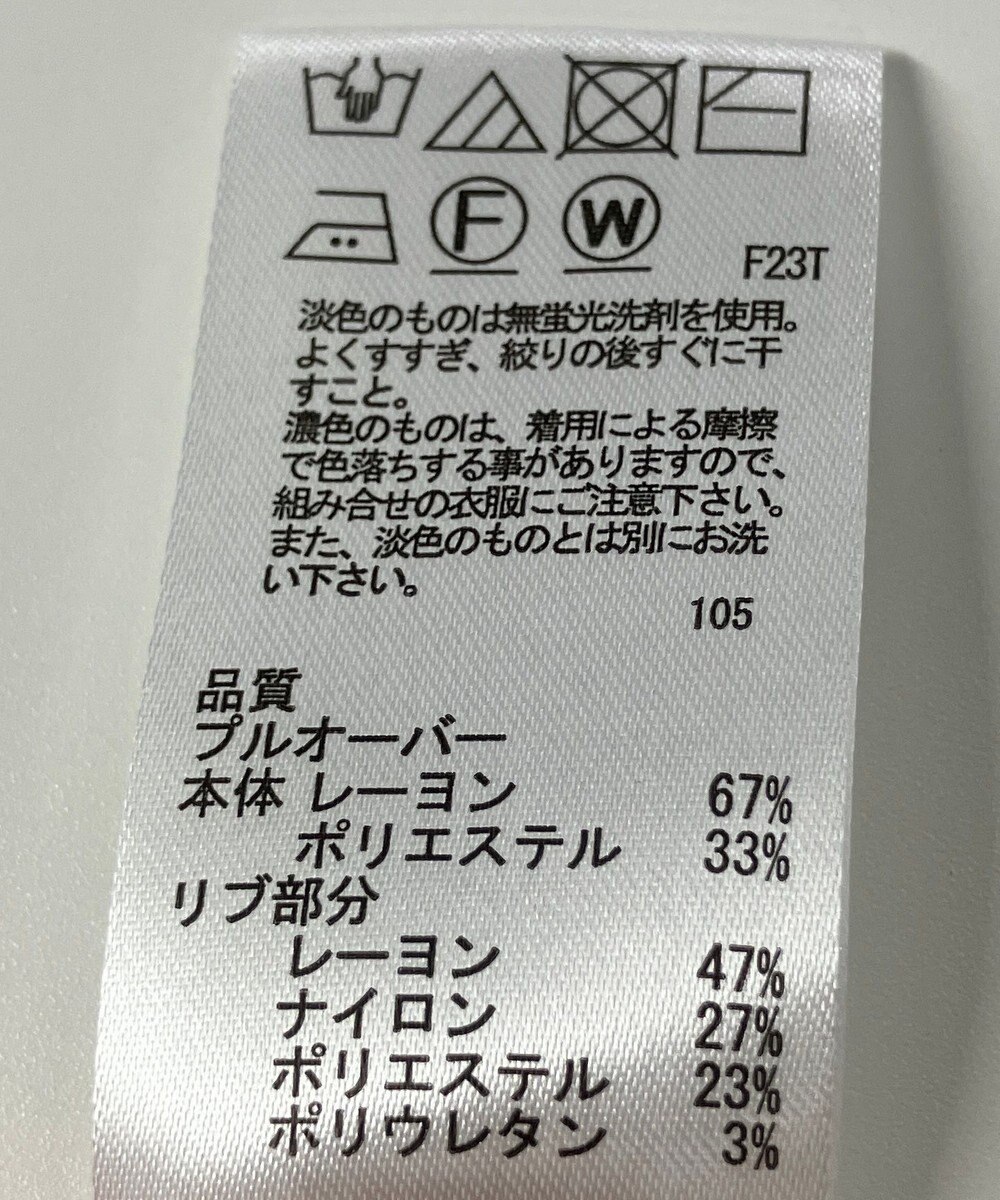 F W
F23T
淡色のものは無蛍光洗剤を使用。
よくすすぎ、絞りの後すぐに干
すこと。
濃色のものは、着用による摩擦
で色落ちする事がありますので、
組み合せの衣服にご注意下さい。
また、淡色のものとは別にお洗
い下さい。
105
品質
プルオーバー
本体 レーヨン 67%
ポリエステル 33%
リブ部分
レーヨン 47%
ナイロン 27%
ポリエステル 23%
ポリウレタン 3%